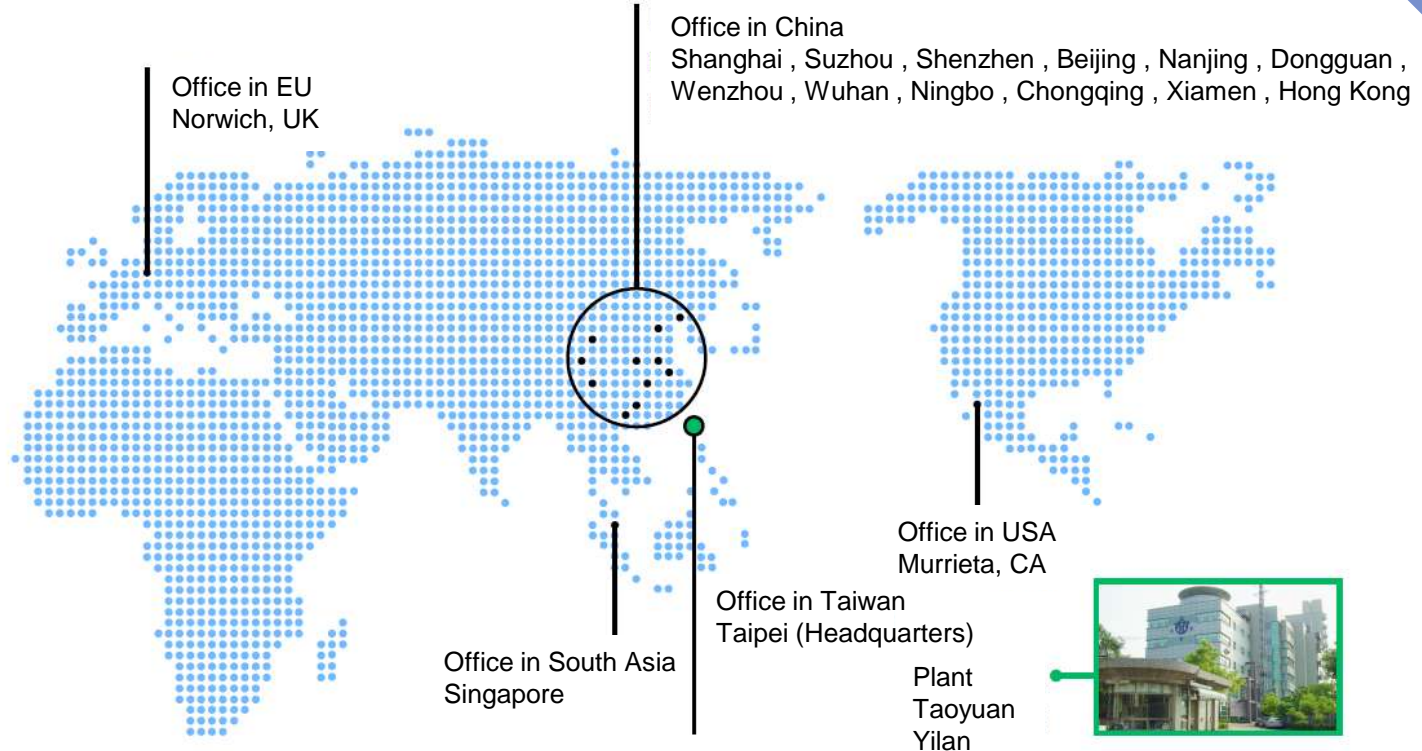 Office in China
Shanghai , Suzhou , Shenzhen , Beijing , Nanjing , Dongguan ,
Wenzhou , Wuhan , Ningbo , Chongqing , Xiamen , Hong Kong
Office in EU
Norwich, UK
Office in USA
Murrieta, CA
Office in Taiwan
Taipei (Headquarters)
Office in South Asia
Singapore
Plant
Taoyuan
Yilan